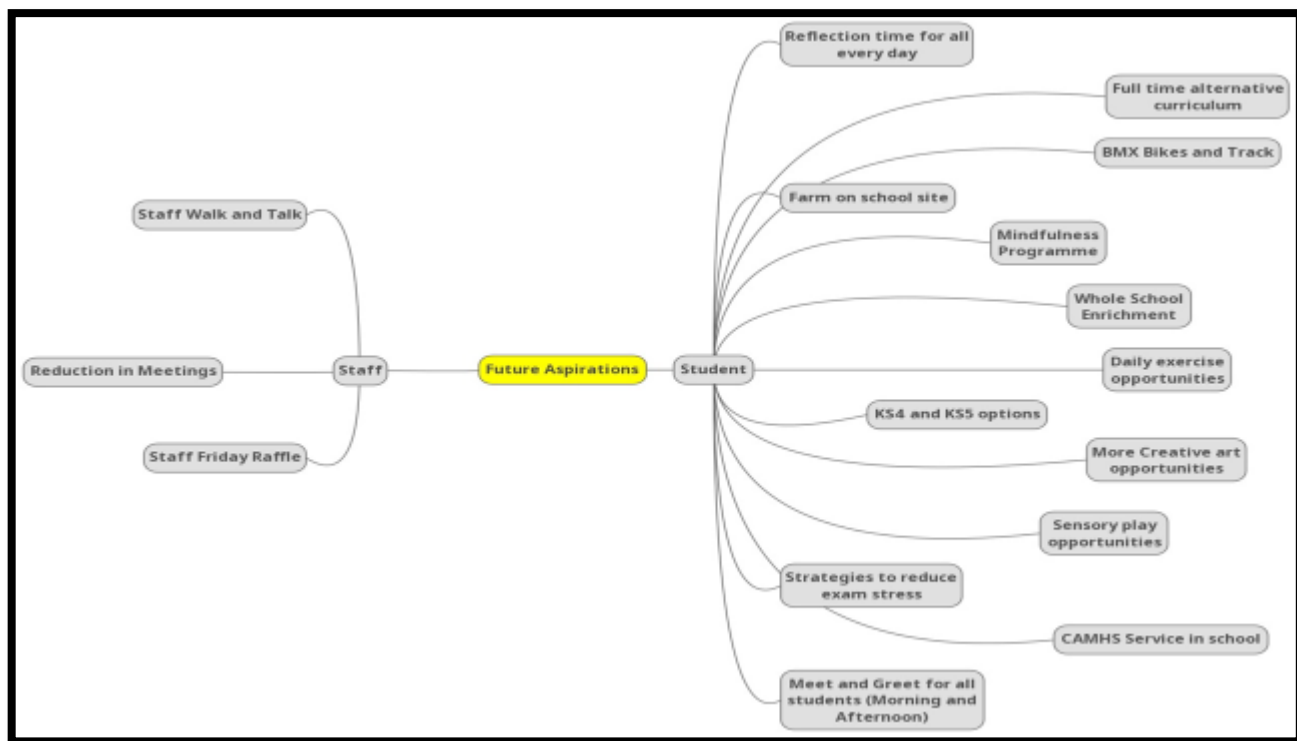 Reflection time for all
every day
Full time alternative
curriculum
BMX Bikes and Track
Farm on school site
Staff Walk and Talk
Mindfulness
Programme
Whole School
Enrichment
Reduction in Meetings
Staff
Future Aspirations
Student
Daily exercise
opportunities
KS4 and KS5 options
Staff Friday Raffle
More Creative art
opportunities
Sensory play
opportunities
Strategies to reduce
exam stress
CAMHS Service in school
Meet and Greet for all
students (Morning and
Afternoon)